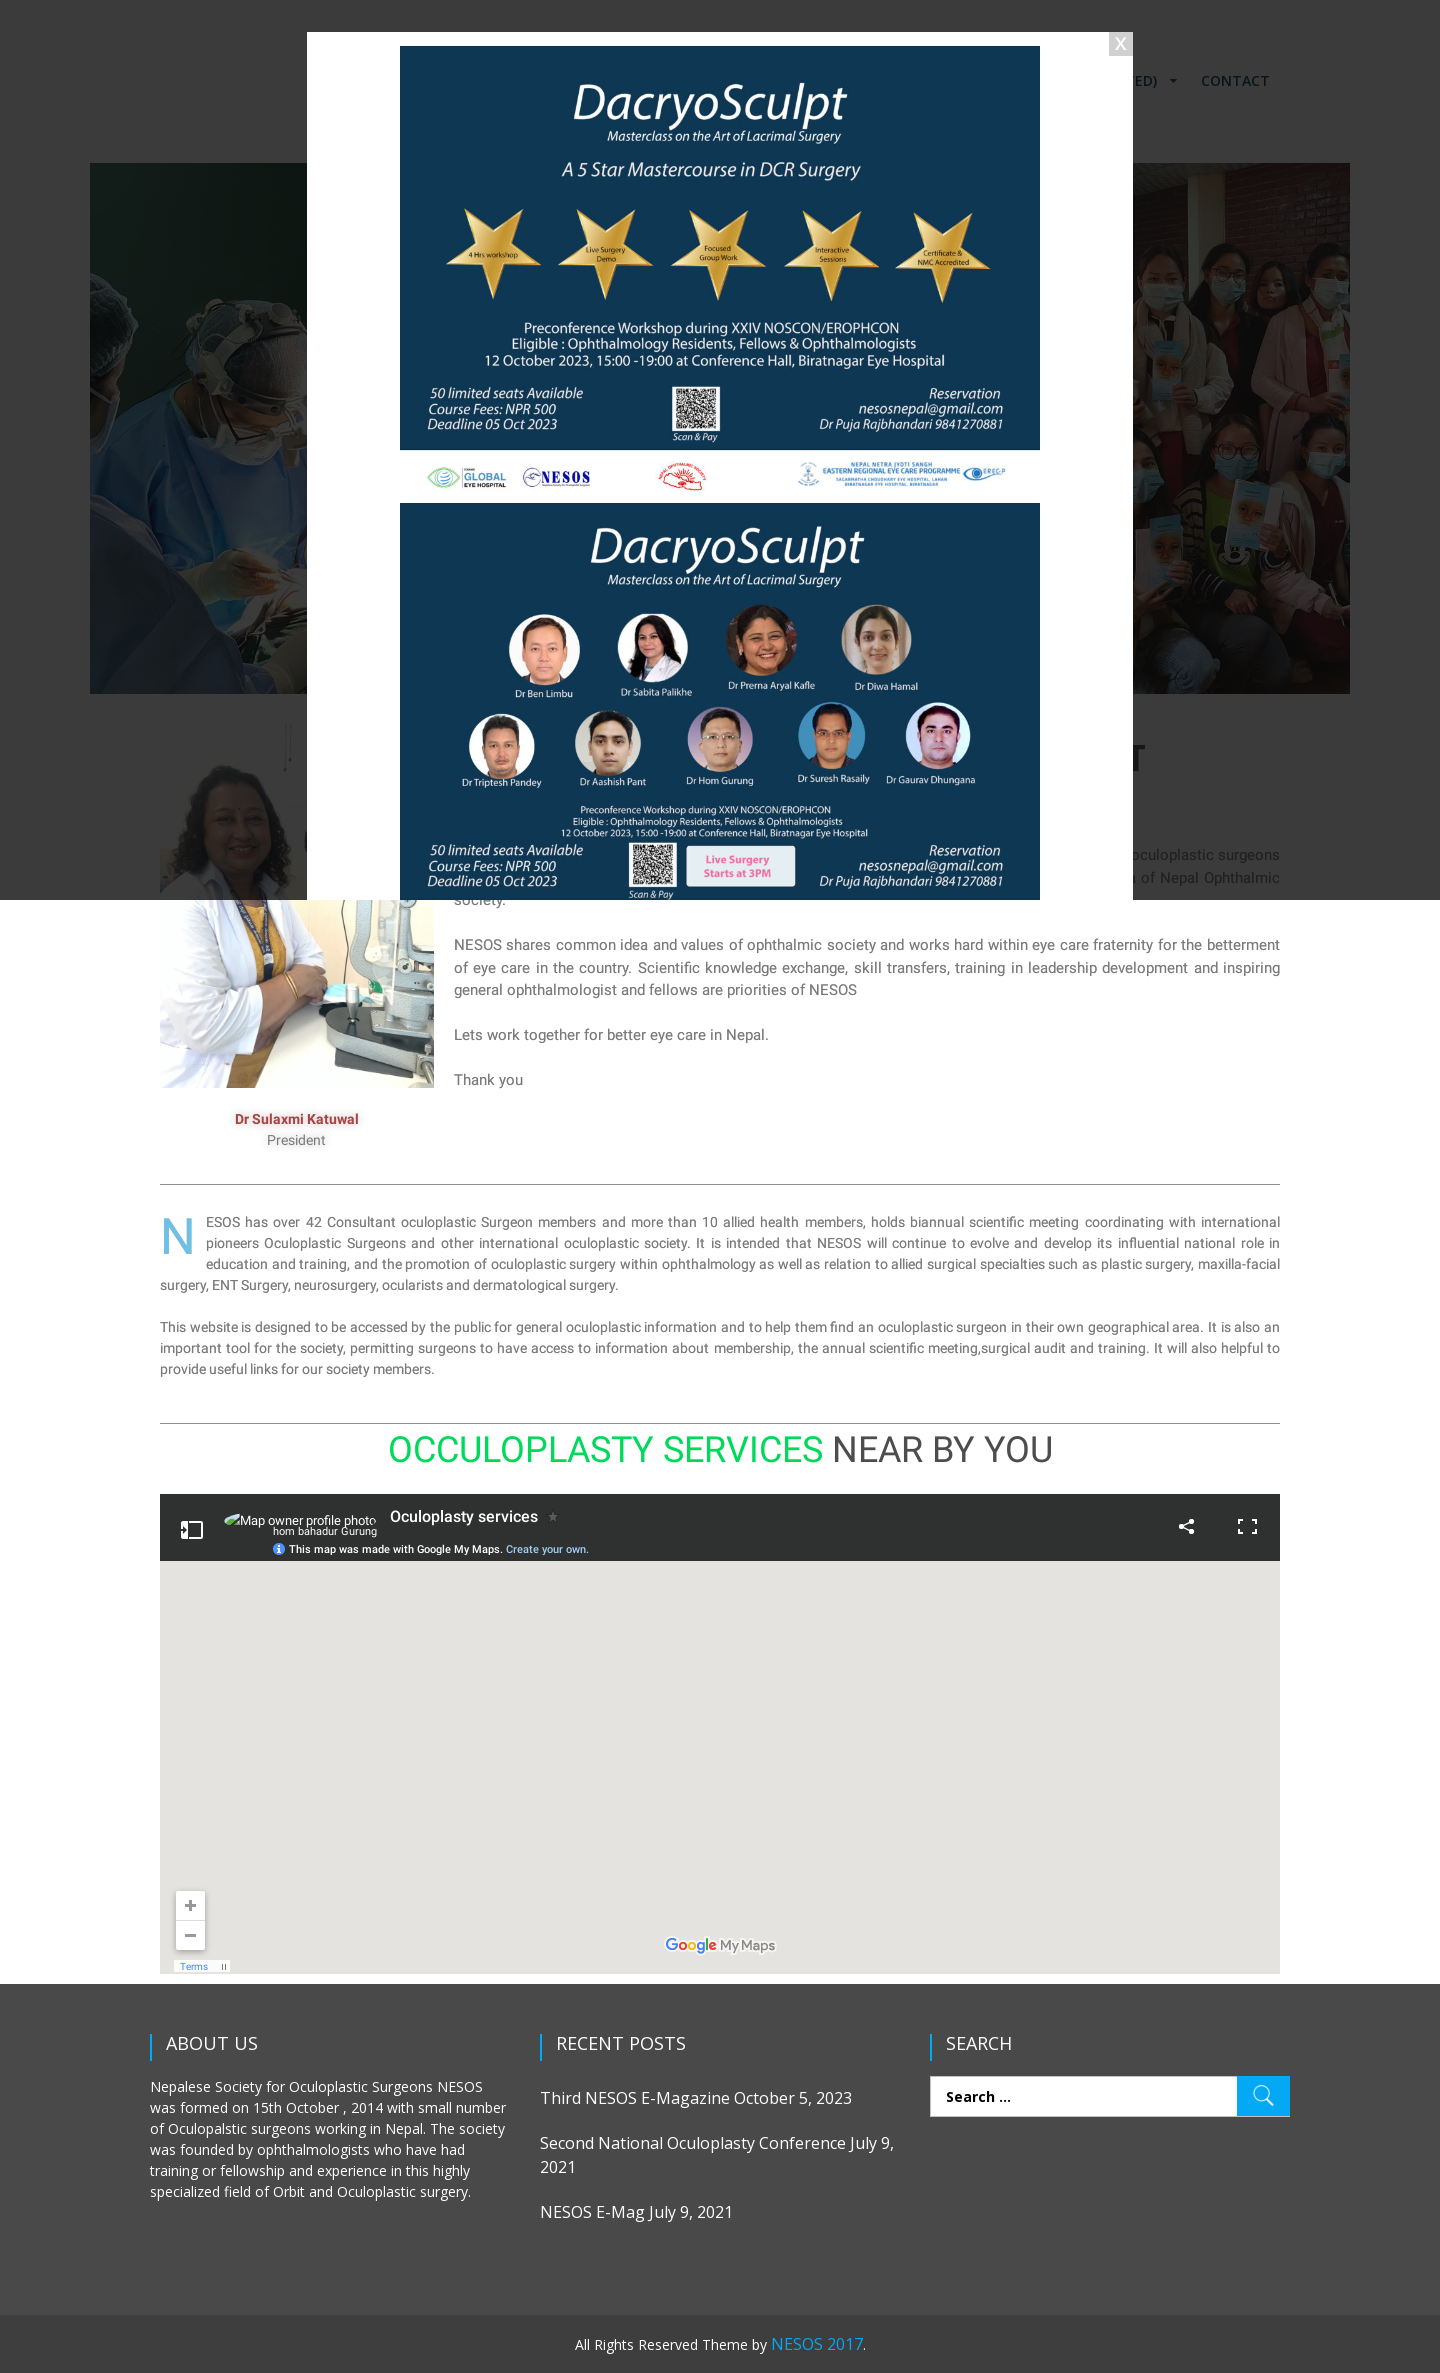 X
TED)
CONTACT
DacryoSculpt
Masterclass on the Art of Lacrimal Surgery
A 5 Star Mastercourse in DCR Surgery
4 Hrs workshop
Live Surgery
Demo
Focused
Group Work
Interactive
Sessions
Certificate &
NMC Accredited
Preconference Workshop during XXIV NOSCON/EROPHCON
Eligible : Ophthalmology Residents, Fellows & Ophthalmologists
12 October 2023, 15:00 -19:00 at Conference Hall, Biratnagar Eye Hospital
50 limited seats Available
Course Fees: NPR 500
Deadline 05 Oct 2023
Scan & Pay
Reservation
nesosnepal@gmail.com
Dr Puja Rajbhandari 9841270881
GLOBAL
EYE HOSPITAL
NESOS
NEPAL NETRA JYOTI SANGH
EASTERN REGIONAL EYE CARE PROGRAMME
SAGARMATHA CHOUDHARY EYE HOSPITAL, LAHAN
BIRATNAGAR EYE HOSPITAL, BIRATNAGAR
EREC-P
DacryoSculpt
Masterclass on the Art of Lacrimal Surgery
Dr Ben Limbu
Dr Sabita Palikhe
Dr Prerna Aryal Kafle
Dr Diwa Hamal
Dr Triptesh Pandey
Dr Aashish Pant
Dr Hom Gurung
Dr Suresh Rasaily
Dr Gaurav Dhungana
Preconference Workshop during XXIV NOSCON/EROPHCON
Eligible : Ophthalmology Residents, Fellows & Ophthalmologists
12 October 2023, 15:00 -19:00 at Conference Hall, Biratnagar Eye Hospital
50 limited seats Available
Course Fees: NPR 500
Deadline 05 Oct 2023
Scan & Pay
Live Surgery
Starts at 3PM
Reservation
nesosnepal@gmail.com
Dr Puja Rajbhandari 9841270881
T
oculoplastic surgeons
of Nepal Ophthalmic
society.
NESOS shares common idea and values of ophthalmic society and works hard within eye care fraternity for the betterment
of eye care in the country. Scientific knowledge exchange, skill transfers, training in leadership development and inspiring
general ophthalmologist and fellows are priorities of NESOS
Lets work together for better eye care in Nepal.
Thank you
Dr Sulaxmi Katuwal
President
NESOS has over 42 Consultant oculoplastic Surgeon members and more than 10 allied health members, holds biannual scientific meeting coordinating with international
pioneers Oculoplastic Surgeons and other international oculoplastic society. It is intended that NESOS will continue to evolve and develop its influential national role in
education and training, and the promotion of oculoplastic surgery within ophthalmology as well as relation to allied surgical specialties such as plastic surgery, maxilla-facial
surgery, ENT Surgery, neurosurgery, ocularists and dermatological surgery.
This website is designed to be accessed by the public for general oculoplastic information and to help them find an oculoplastic surgeon in their own geographical area. It is also an
important tool for the society, permitting surgeons to have access to information about membership, the annual scientific meeting,surgical audit and training. It will also helpful to
provide useful links for our society members.
OCCULOPLASTY SERVICES NEAR BY YOU
Map owner profile photo
Oculoplasty services
hom bahadur Gurung
This map was made with Google My Maps. Create your own.
Google My Maps
Terms
ABOUT US
Nepalese Society for Oculoplastic Surgeons NESOS
was formed on 15th October , 2014 with small number
of Oculopalstic surgeons working in Nepal. The society
was founded by ophthalmologists who have had
training or fellowship and experience in this highly
specialized field of Orbit and Oculoplastic surgery.
RECENT POSTS
Third NESOS E-Magazine October 5, 2023
Second National Oculoplasty Conference July 9,
2021
NESOS E-Mag July 9, 2021
SEARCH
Search ...
All Rights Reserved Theme by NESOS 2017.